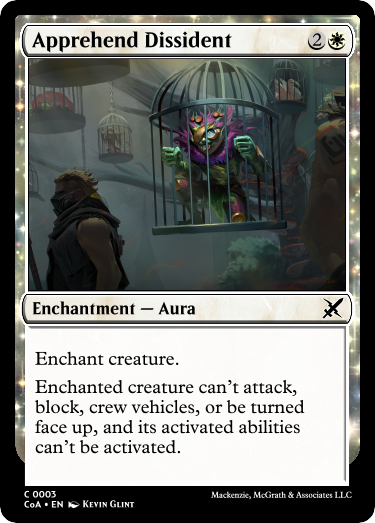 Apprehend Dissident 2
Enchantment — Aura
Enchant creature.
Enchanted creature can't attack,
block, crew vehicles, or be turned
face up, and its activated abilities
can't be activated.
C 0003
CoA • EN Kevin Glint
Mackenzie, McGrath & Associates LLC